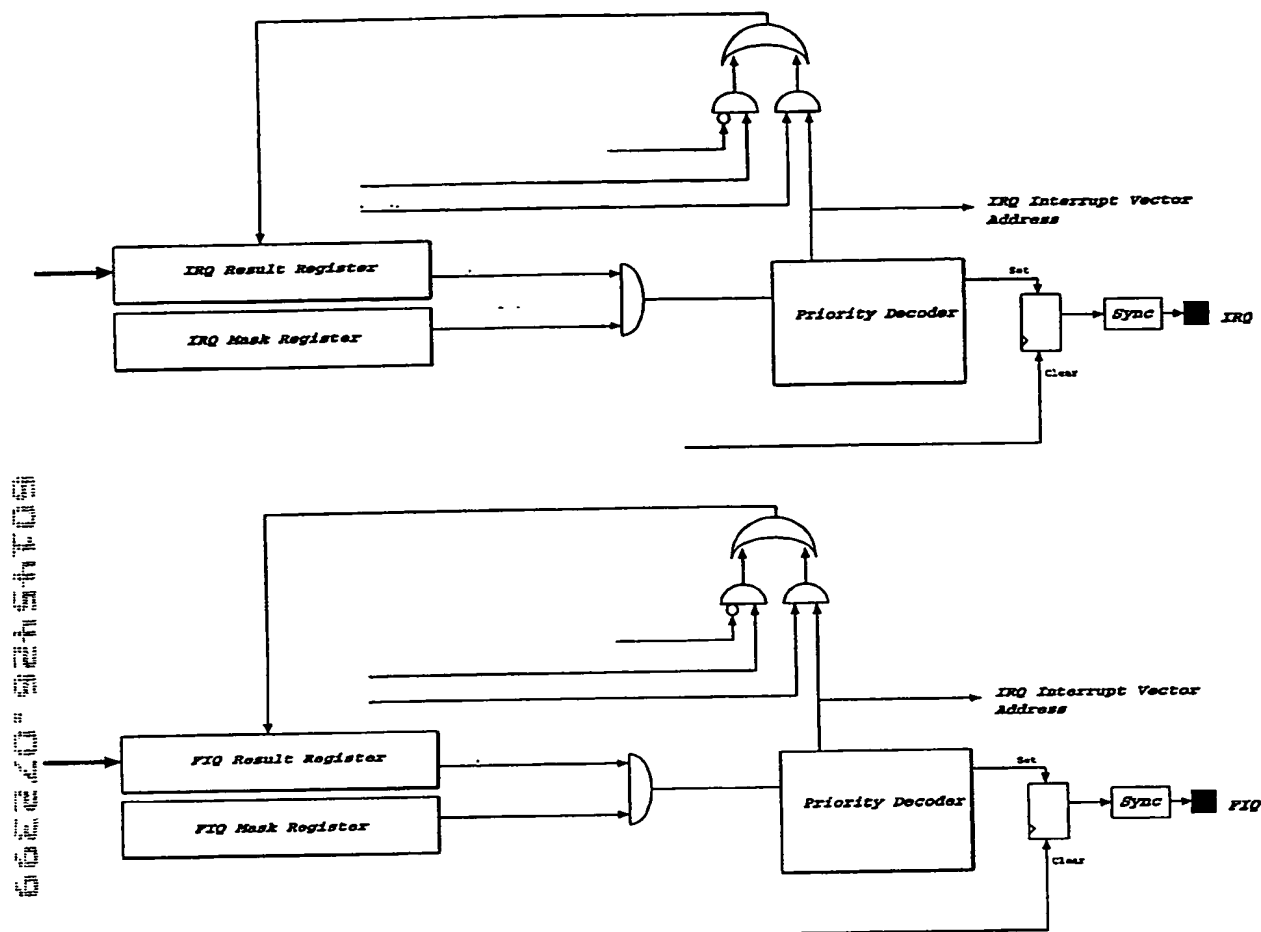 IRQ Interrupt Vector
Address
IRQ Result Register
IRQ Mask Register
Priority Decoder
Set
Sync
IRQ
Clear
IRQ Interrupt Vector
Address
FIQ Result Register
FIQ Mask Register
Priority Decoder
Set
Sync
FIQ
Clear